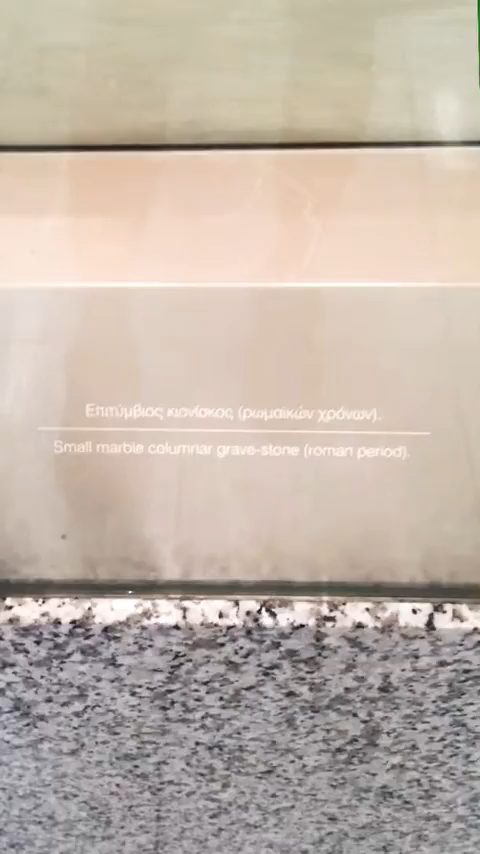 Επιτύμβιος κιονίσκος (ρωμαϊκών χρόνων).
Small marble columnar grave-stone (roman period).